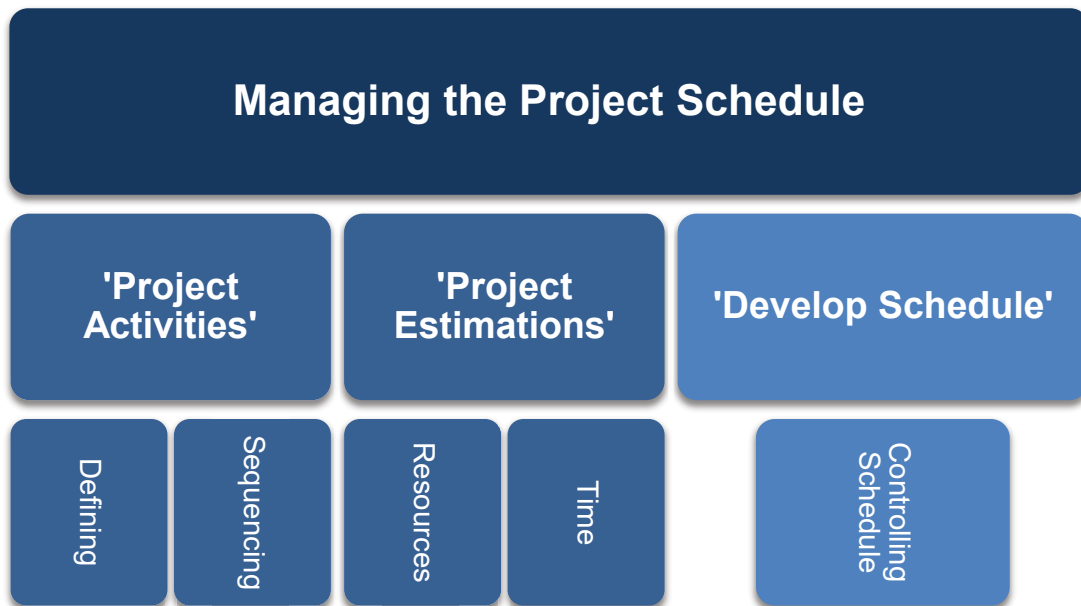 Managing the Project Schedule
'Project
Activities'
'Project
Estimations'
'Develop Schedule'
Defining
Sequencing
Resources
Time
Controlling
Schedule